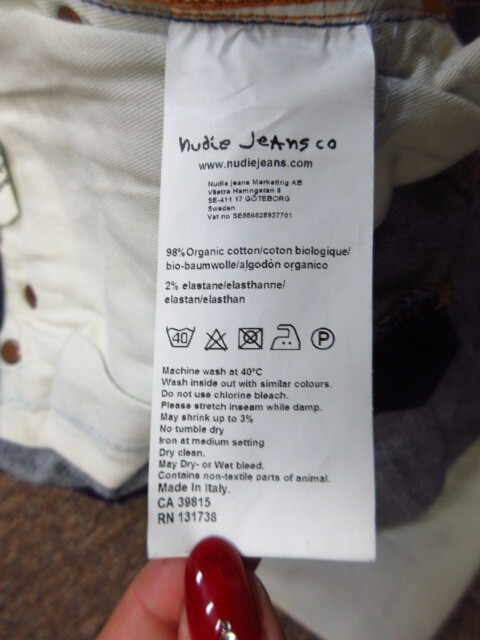 nudie jeans co
www.nudiejeans.com
Nudie Jeans Marketing AB
Västra Hamngatan 6
SE-411 17 GÖTEBORG
Sweden
Vat no SE556628927701
98%Organic cotton/coton biologique/
bio-baumwolle/algodòn organico
2% elastane/elasthanne/
elastan/elasthan
40
P
Machine wash at 40°C
Wash inside out with similar colours.
Do not use chlorine bleach.
Please stretch inseam while damp.
May shrink up to 3%
No tumble dry
Iron at medium setting
Dry clean.
May Dry- or Wet bleed.
Contains non-textile parts of animal.
Made In Italy.
CA 39815
RN 131738